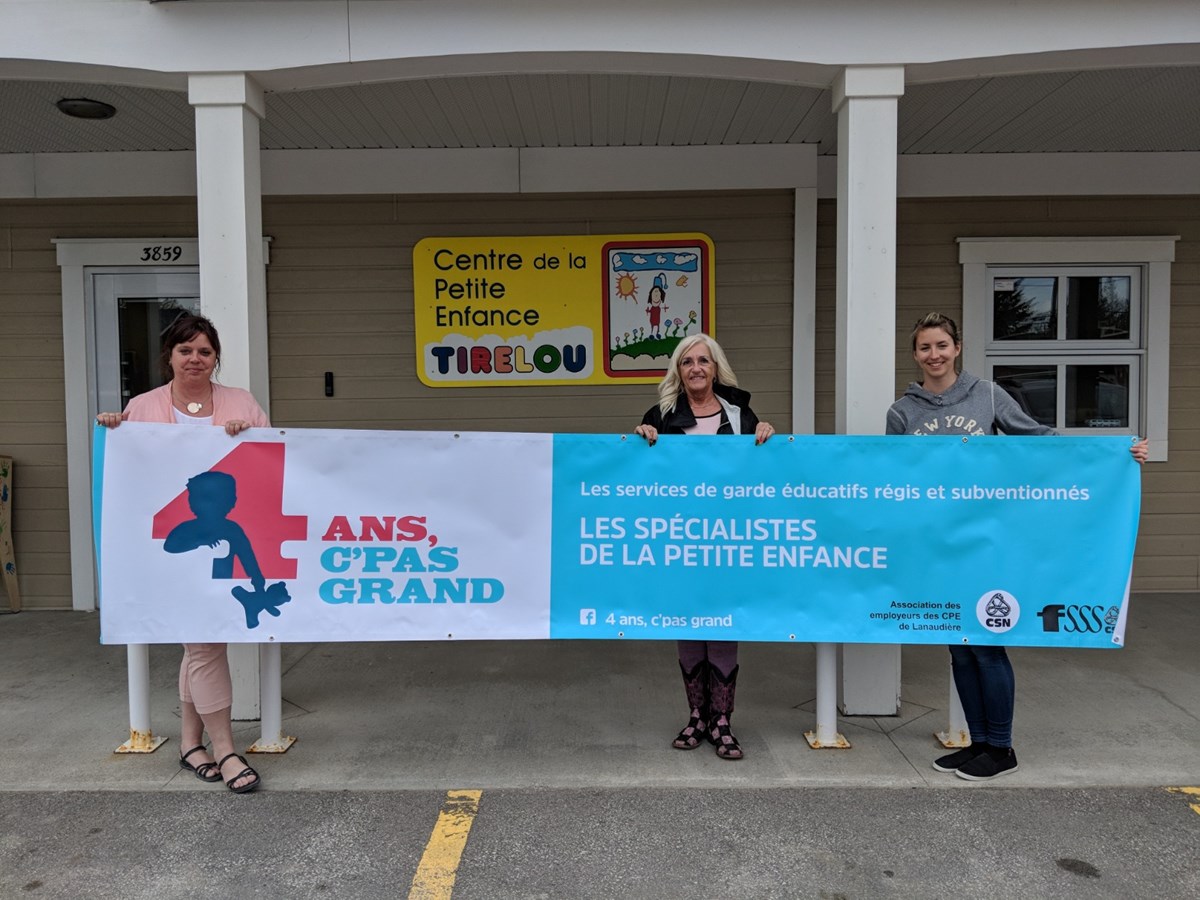 3859
Centre de la
Petite
Enfance
TIRELOU
NEW YORK
4 ANS,
C'PAS
GRAND
Les services de garde éducatifs régis et subventionnés
LES SPÉCIALISTES
DE LA PETITE ENFANCE
f 4 ans, c'pas grand
Association des
employeurs des CPE
de Lanaudière
CSN
fsss